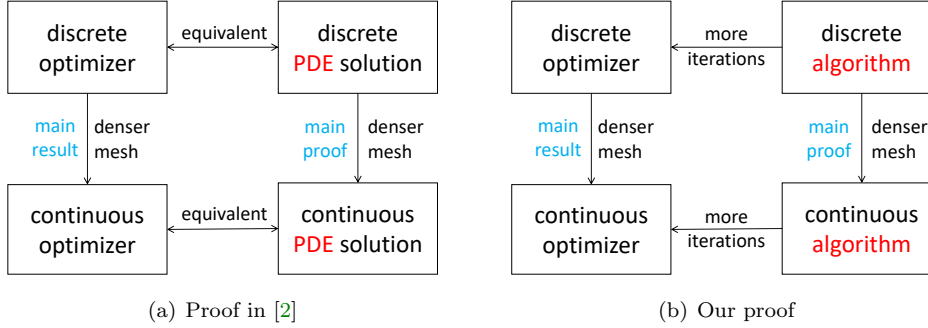 discrete
optimizer
equivalent
discrete
PDE solution
main
result
denser
mesh
main
proof
denser
mesh
continuous
optimizer
equivalent
continuous
PDE solution
(a) Proof in [2]
discrete
optimizer
more
iterations
discrete
algorithm
main
result
denser
mesh
main
proof
denser
mesh
continuous
optimizer
more
iterations
continuous
algorithm
(b) Our proof